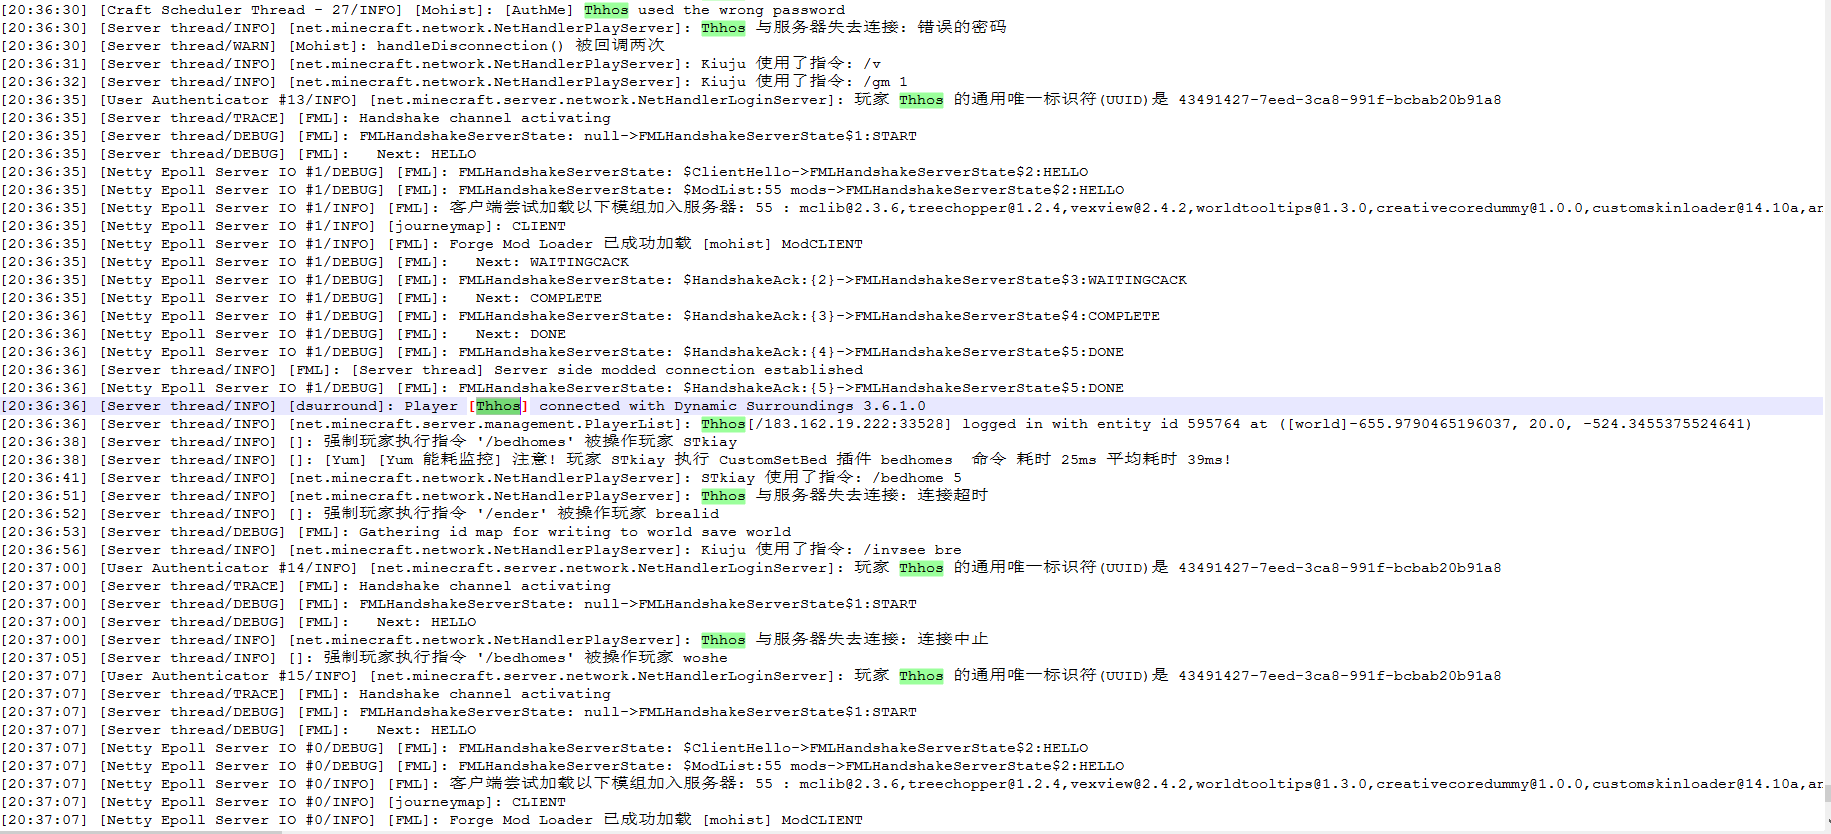 [20:36:30] [Craft Scheduler Thread - 27/INFO] [Mohist]: [AuthMe] Thhos used the wrong password
[20:36:30] [Server thread/INFO] [net.minecraft.network.NetHandlerPlayServer]: Thhos 与服务器失去连接: 错误的密码
[20:36:30] [Server thread/WARN] [Mohist]: handleDisconnection() 被回调两次
[20:36:31] [Server thread/INFO] [net.minecraft.network.NetHandlerPlayServer]: Kiuju 使用了指令: /v
[20:36:32] [Server thread/INFO] [net.minecraft.network.NetHandlerPlayServer]: Kiuju 使用了指令: /gm 1
[20:36:35] [User Authenticator #13/INFO] [net.minecraft.server.network.NetHandlerLoginServer]: 玩家 Thhos 的通用唯一标识符(UUID)是 43491427-7eed-3ca8-991f-bcbab20b91a8
[20:36:35] [Server thread/TRACE] [FML]: Handshake channel activating
[20:36:35] [Server thread/DEBUG] [FML]: FMLHandshakeServerState: null->FMLHandshakeServerState$1:START
[20:36:35] [Server thread/DEBUG] [FML]:   Next: HELLO
[20:36:35] [Netty Epoll Server IO #1/DEBUG] [FML]: FMLHandshakeServerState: $ClientHello->FMLHandshakeServerState$2:HELLO
[20:36:35] [Netty Epoll Server IO #1/DEBUG] [FML]: FMLHandshakeServerState: $ModList:55 mods->FMLHandshakeServerState$2:HELLO
[20:36:35] [Netty Epoll Server IO #1/INFO] [FML]: 客户端尝试加载以下模组加入服务器: 55 : mclib@2.3.6,treechopper@1.2.4,vexview@2.4.2,worldtooltips@1.3.0,creativecoredummy@1.0.0,customskinloader@14.10a,an
[20:36:35] [Netty Epoll Server IO #1/INFO] [journeymap]: CLIENT
[20:36:35] [Netty Epoll Server IO #1/INFO] [FML]: Forge Mod Loader 已成功加载 [mohist] ModCLIENT
[20:36:35] [Netty Epoll Server IO #1/DEBUG] [FML]:   Next: WAITINGCACK
[20:36:35] [Netty Epoll Server IO #1/DEBUG] [FML]: FMLHandshakeServerState: $HandshakeAck:{2}->FMLHandshakeServerState$3:WAITINGCACK
[20:36:35] [Netty Epoll Server IO #1/DEBUG] [FML]:   Next: COMPLETE
[20:36:36] [Netty Epoll Server IO #1/DEBUG] [FML]: FMLHandshakeServerState: $HandshakeAck:{3}->FMLHandshakeServerState$4:COMPLETE
[20:36:36] [Netty Epoll Server IO #1/DEBUG] [FML]:   Next: DONE
[20:36:36] [Netty Epoll Server IO #1/DEBUG] [FML]: FMLHandshakeServerState: $HandshakeAck:{4}->FMLHandshakeServerState$5:DONE
[20:36:36] [Server thread/INFO] [FML]: [Server thread] Server side modded connection established
[20:36:36] [Netty Epoll Server IO #1/DEBUG] [FML]: FMLHandshakeServerState: $HandshakeAck:{5}->FMLHandshakeServerState$5:DONE
[20:36:36] [Server thread/INFO] [dsurround]: Player [Thhos] connected with Dynamic Surroundings 3.6.1.0
[20:36:36] [Server thread/INFO] [net.minecraft.server.management.PlayerList]: Thhos[/183.162.19.222:33528] logged in with entity id 595764 at ([world]-655.9790465196037, 20.0, -524.3455375524641)
[20:36:38] [Server thread/INFO] []: 强制玩家执行指令 '/bedhomes' 被操作玩家 STkiay
[20:36:38] [Server thread/INFO] []: [Yum] [Yum 能耗监控] 注意! 玩家 STkiay 执行 CustomSetBed 插件 bedhomes  命令 耗时 25ms 平均耗时 39ms!
[20:36:41] [Server thread/INFO] [net.minecraft.network.NetHandlerPlayServer]: STkiay 使用了指令: /bedhome 5
[20:36:51] [Server thread/INFO] [net.minecraft.network.NetHandlerPlayServer]: Thhos 与服务器失去连接: 连接超时
[20:36:52] [Server thread/INFO] []: 强制玩家执行指令 '/ender' 被操作玩家 brealid
[20:36:53] [Server thread/DEBUG] [FML]: Gathering id map for writing to world save world
[20:36:56] [Server thread/INFO] [net.minecraft.network.NetHandlerPlayServer]: Kiuju 使用了指令: /invsee bre
[20:37:00] [User Authenticator #14/INFO] [net.minecraft.server.network.NetHandlerLoginServer]: 玩家 Thhos 的通用唯一标识符(UUID)是 43491427-7eed-3ca8-991f-bcbab20b91a8
[20:37:00] [Server thread/TRACE] [FML]: Handshake channel activating
[20:37:00] [Server thread/DEBUG] [FML]: FMLHandshakeServerState: null->FMLHandshakeServerState$1:START
[20:37:00] [Server thread/DEBUG] [FML]:   Next: HELLO
[20:37:00] [Server thread/INFO] [net.minecraft.network.NetHandlerPlayServer]: Thhos 与服务器失去连接: 连接中止
[20:37:05] [Server thread/INFO] []: 强制玩家执行指令 '/bedhomes' 被操作玩家 woshe
[20:37:07] [User Authenticator #15/INFO] [net.minecraft.server.network.NetHandlerLoginServer]: 玩家 Thhos 的通用唯一标识符(UUID)是 43491427-7eed-3ca8-991f-bcbab20b91a8
[20:37:07] [Server thread/TRACE] [FML]: Handshake channel activating
[20:37:07] [Server thread/DEBUG] [FML]: FMLHandshakeServerState: null->FMLHandshakeServerState$1:START
[20:37:07] [Server thread/DEBUG] [FML]:   Next: HELLO
[20:37:07] [Netty Epoll Server IO #0/DEBUG] [FML]: FMLHandshakeServerState: $ClientHello->FMLHandshakeServerState$2:HELLO
[20:37:07] [Netty Epoll Server IO #0/DEBUG] [FML]: FMLHandshakeServerState: $ModList:55 mods->FMLHandshakeServerState$2:HELLO
[20:37:07] [Netty Epoll Server IO #0/INFO] [FML]: 客户端尝试加载以下模组加入服务器: 55 : mclib@2.3.6,treechopper@1.2.4,vexview@2.4.2,worldtooltips@1.3.0,creativecoredummy@1.0.0,customskinloader@14.10a,an
[20:37:07] [Netty Epoll Server IO #0/INFO] [journeymap]: CLIENT
[20:37:07] [Netty Epoll Server IO #0/INFO] [FML]: Forge Mod Loader 已成功加载 [mohist] ModCLIENT